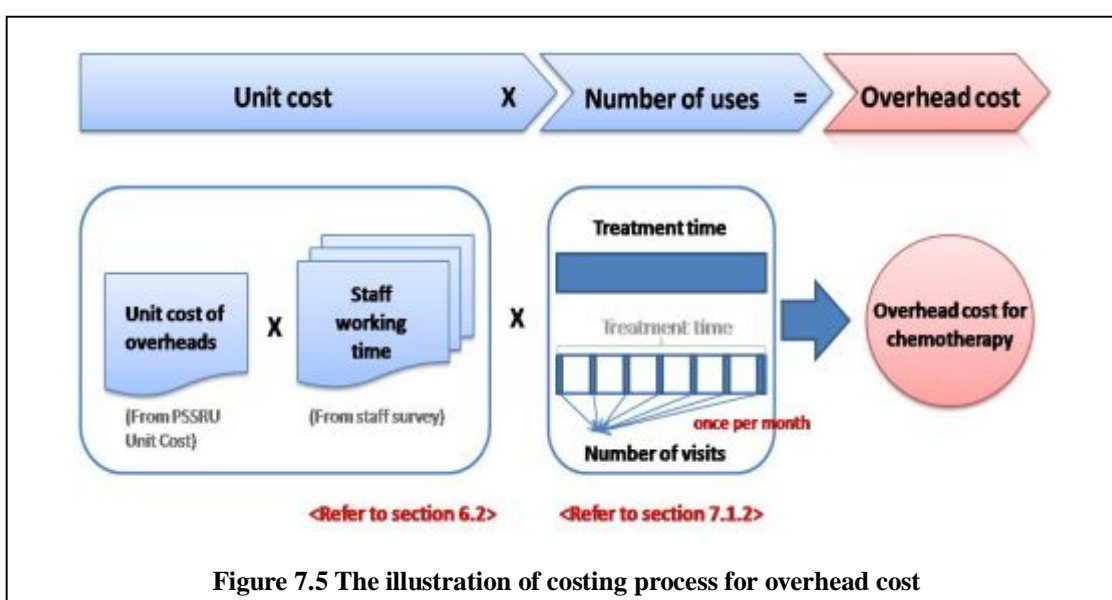 Unit cost X Number of uses = Overhead cost
Unit cost of
overheads
X
Staff
working
time
(From PSSRU
Unit Cost)
(From staff survey)
X
Treatment time
Treatment time
once per month
Number of visits
Overhead cost for
chemotherapy
<Refer to section 6.2>
<Refer to section 7.1.2>
Figure 7.5 The illustration of costing process for overhead cost